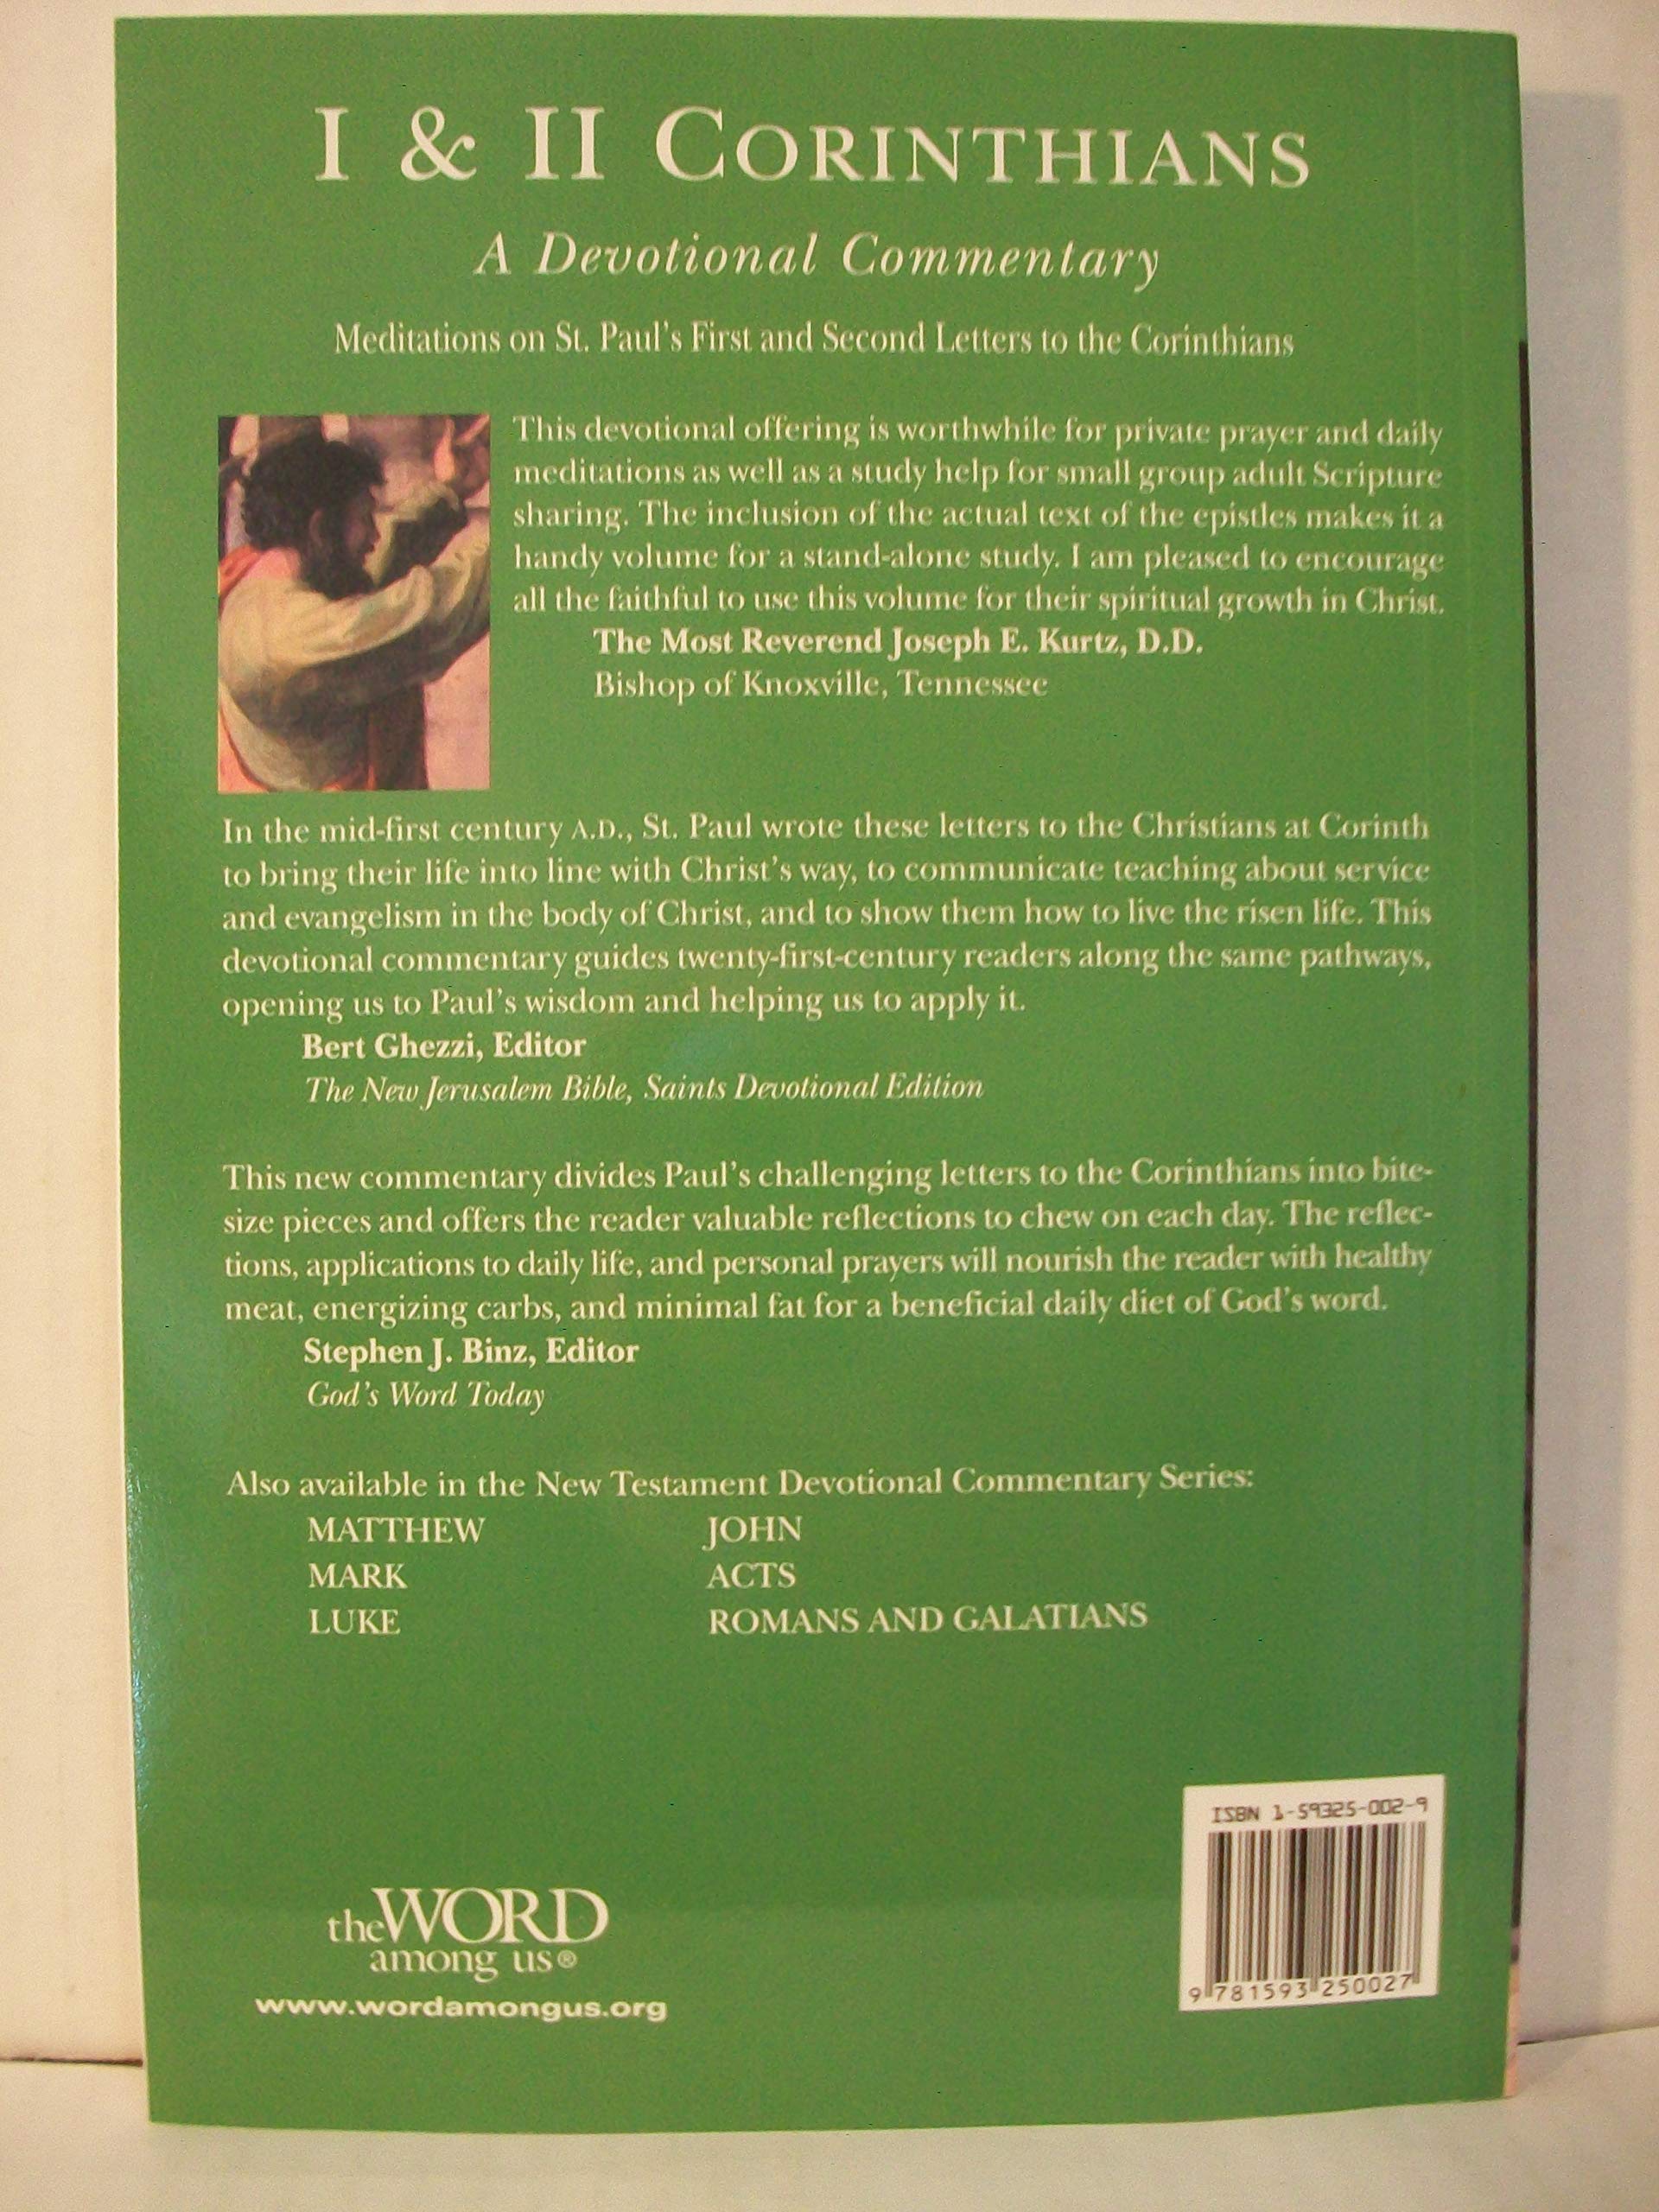 I & II CORINTHIANS
A Devotional Commentary
Meditations on St. Paul's First and Second Letters to the Corinthians
This devotional offering is worthwhile for private prayer and daily
meditations as well as a study help for small group adult Scripture
sharing. The inclusion of the actual text of the epistles makes it a
handy volume for a stand-alone study. I am pleased to encourage
all the faithful to use this volume for their spiritual growth in Christ.
The Most Reverend Joseph E. Kurtz, D.D.
Bishop of Knoxville, Tennessee
In the mid-first century A.D., St. Paul wrote these letters to the Christians at Corinth
to bring their life into line with Christ's way, to communicate teaching about service
and evangelism in the body of Christ, and to show them how to live the risen life. This
devotional commentary guides twenty-first-century readers along the same pathways,
opening us to Paul's wisdom and helping us to apply it.
Bert Ghezzi, Editor
The New Jerusalem Bible, Saints Devotional Edition
This new commentary divides Paul's challenging letters to the Corinthians into bite-
size pieces and offers the reader valuable reflections to chew on each day. The reflec-
tions, applications to daily life, and personal prayers will nourish the reader with healthy
meat, energizing carbs, and minimal fat for a beneficial daily diet of God's word.
Stephen J. Binz, Editor
God's Word Today
Also available in the New Testament Devotional Commentary Series:
MATTHEW JOHN
MARK ACTS
LUKE ROMANS AND GALATIANS
ISBN 1-59325-002-9
9 781593 250027
the WORD
among us®
www.wordamongus.org